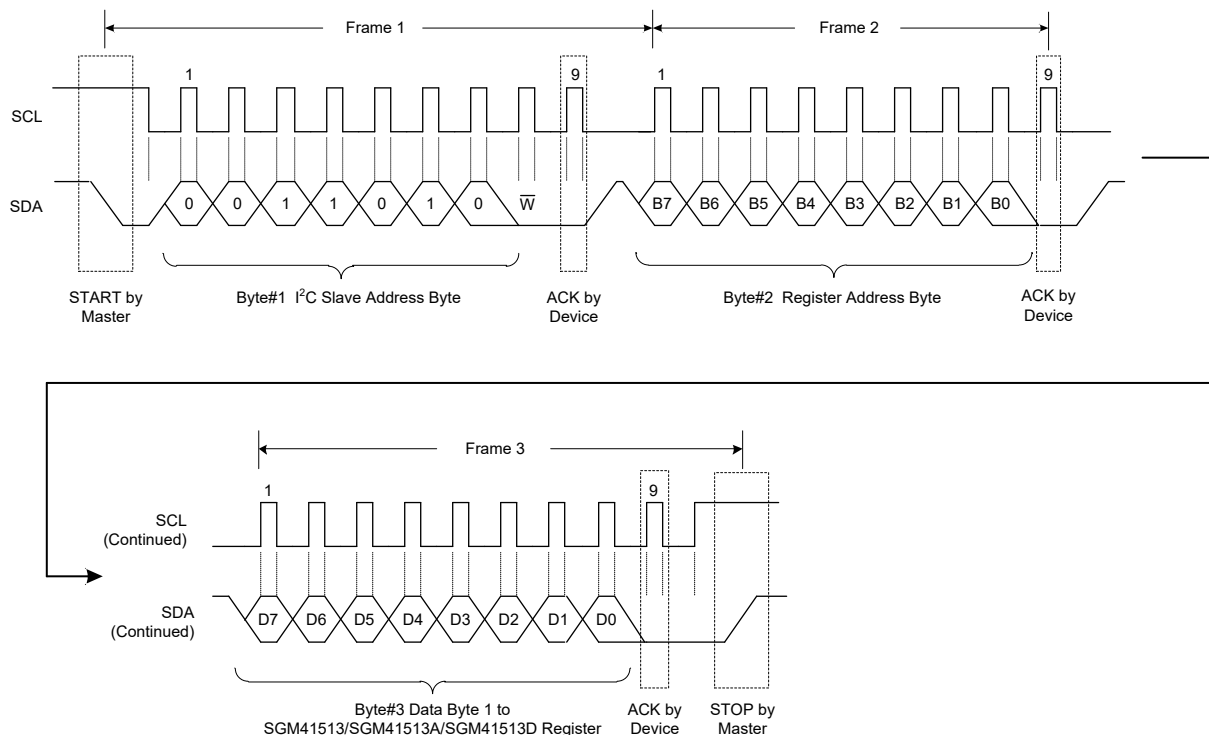 Frame 1
Frame 2
1
9
1
9
SCL
SDA
0 0 1 1 0 1 0 W̅
B7 B6 B5 B4 B3 B2 B1 B0
START by
Master
Byte#1 I²C Slave Address Byte
ACK by
Device
Byte#2 Register Address Byte
ACK by
Device
Frame 3
1
9
SCL
(Continued)
SDA
(Continued)
D7 D6 D5 D4 D3 D2 D1 D0
Byte#3 Data Byte 1 to
SGM41513/SGM41513A/SGM41513D Register
ACK by
Device
STOP by
Master